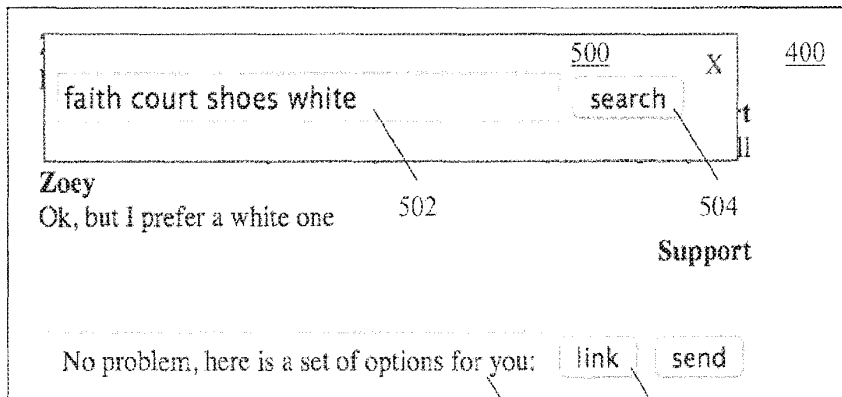 500 X 400
faith court shoes white search
Zoey
502 504
Ok, but I prefer a white one
Support
No problem, here is a set of options for you: link send